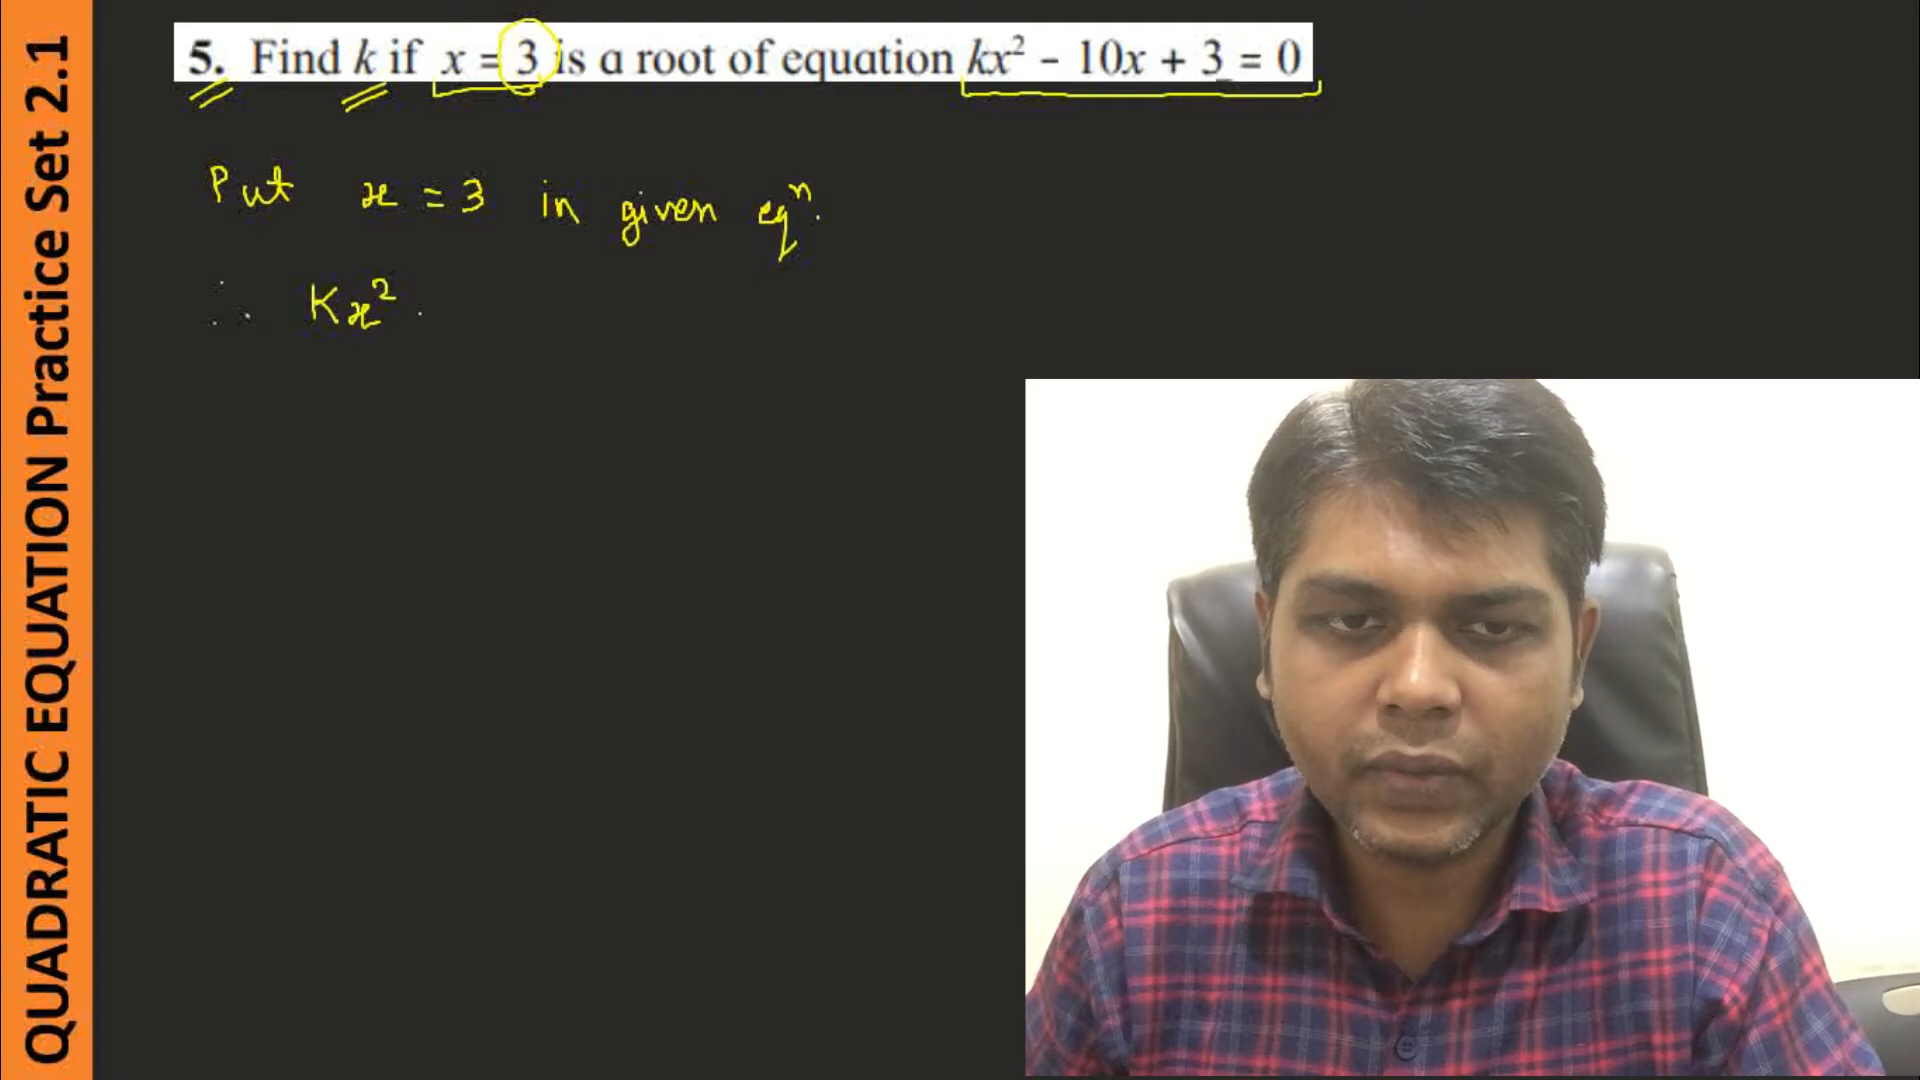 QUADRATIC EQUATION Practice Set 2.1
5. Find k if x = 3 is a root of equation kx² - 10x + 3 = 0
Put x = 3 in given eqⁿ.
∴ Kx²